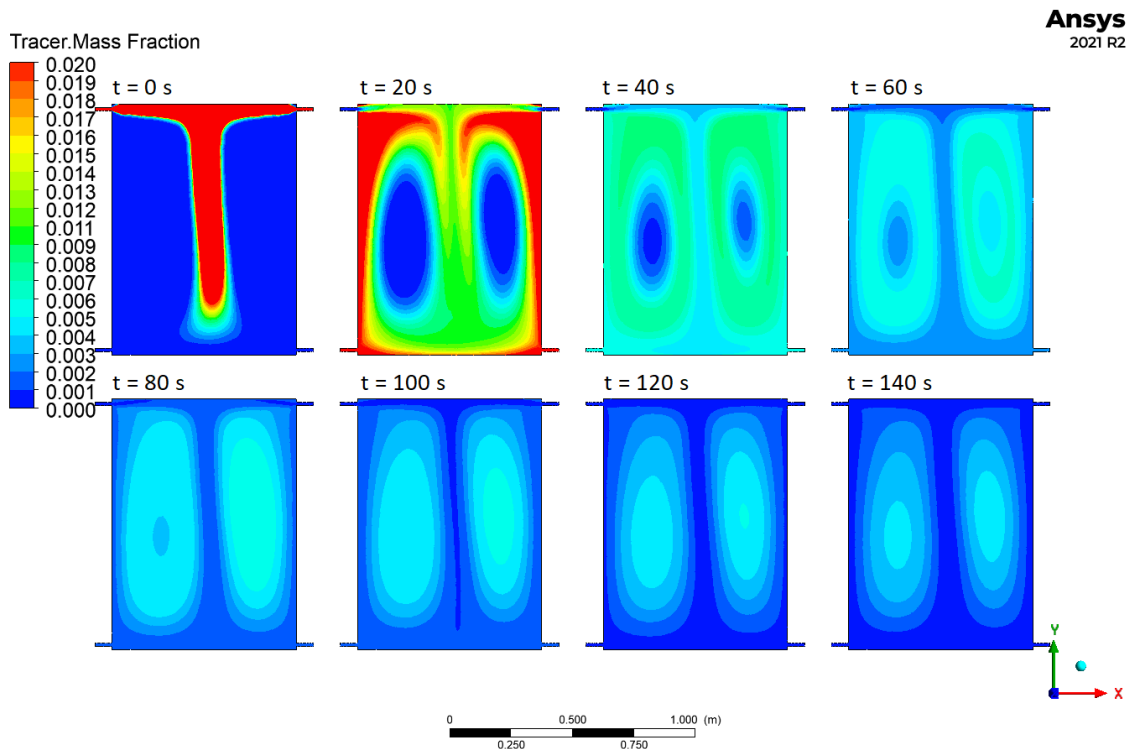 Ansys
2021 R2
Tracer.Mass Fraction
0.020
0.019
0.018
0.017
0.016
0.015
0.014
0.013
0.012
0.011
0.010
0.009
0.008
0.007
0.006
0.005
0.004
0.003
0.002
0.001
0.000
t = 0 s
t = 20 s
t = 40 s
t = 60 s
t = 80 s
t = 100 s
t = 120 s
t = 140 s
Y
X
0 0.500 1.000 (m)
0.250 0.750